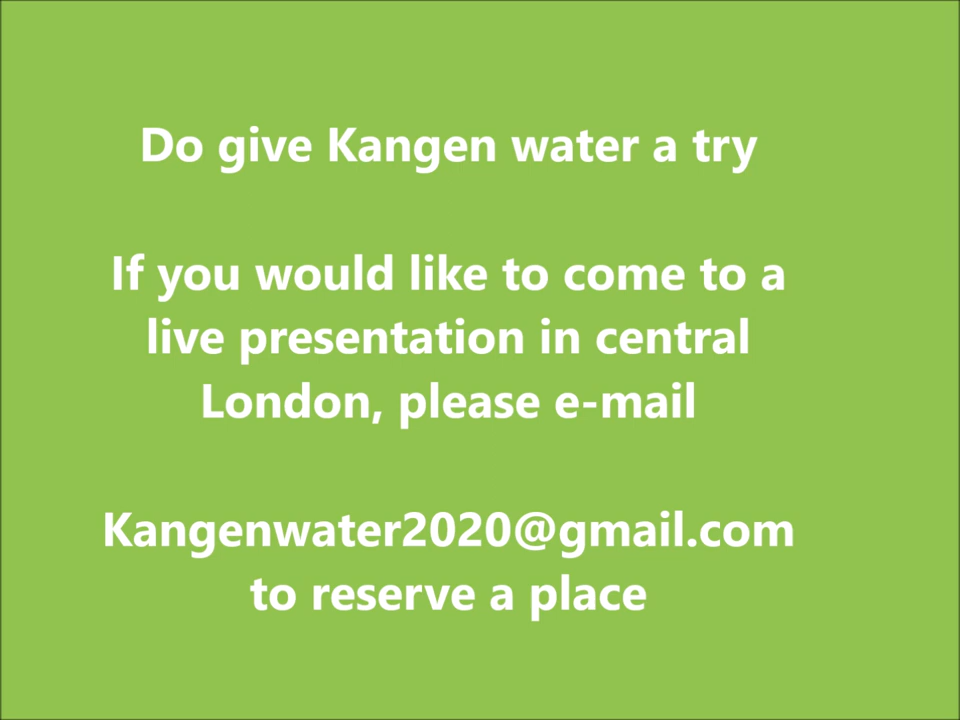 Do give Kangen water a try
If you would like to come to a
live presentation in central
London, please e-mail
Kangenwater2020@gmail.com
to reserve a place